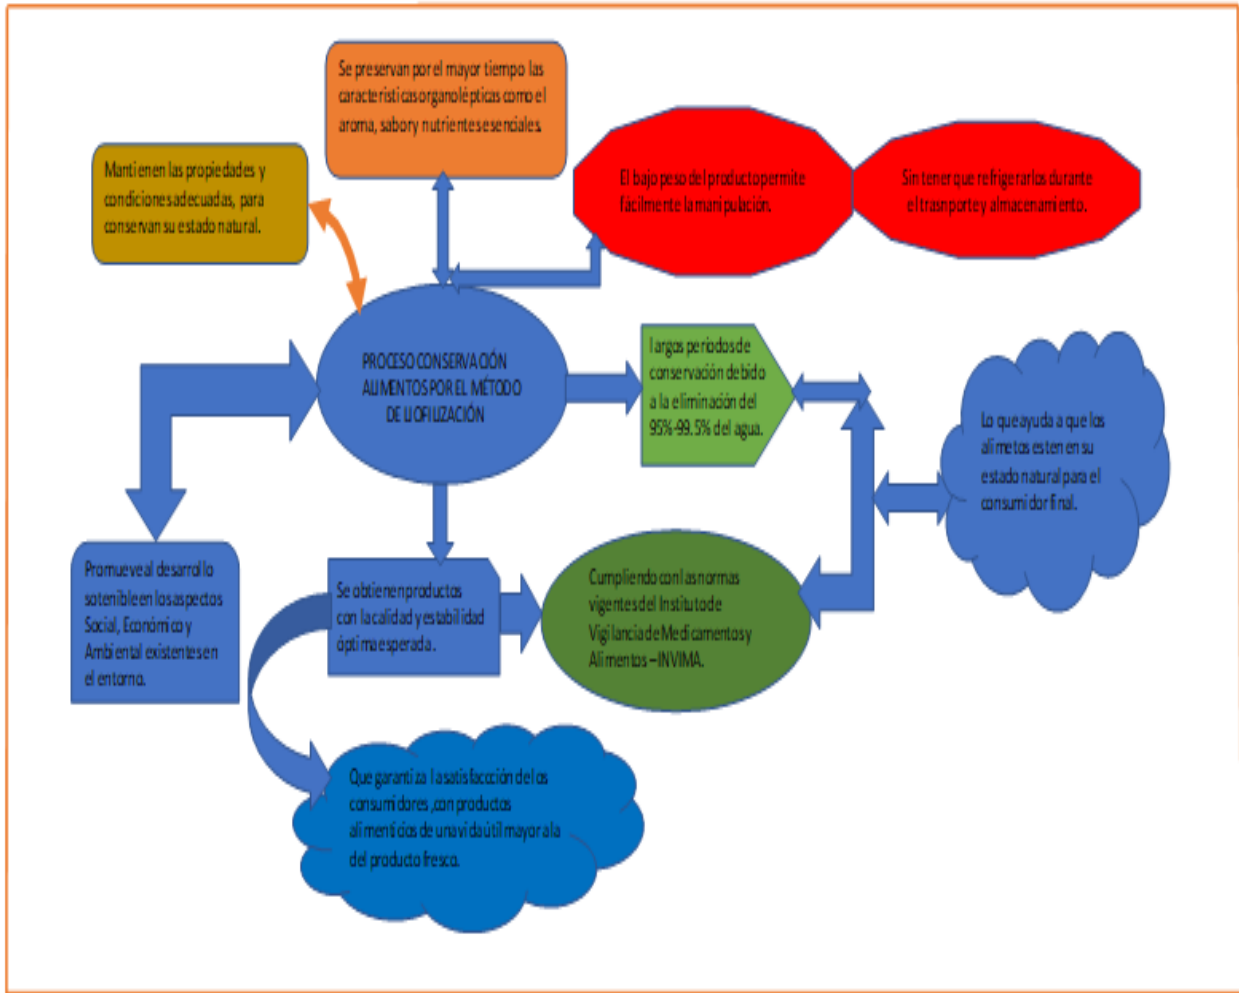 Se preservan por el mayor tiempo las
características organolépticas como el
aroma, sabor y nutrientes esenciales.
Mantienen las propiedades y
condiciones adecuadas, para
conservan su estado natural.
El bajo peso del producto permite
fácilmente la manipulación.
Sin tener que refrigerarlos durante
el trasnporte y almacenamiento.
PROCESO CONSERVACIÓN
ALIMENTOS POR EL MÉTODO
DE LIOFILIZACIÓN
largos periodos de
conservación debido
a la eliminación del
95%-99.5% del agua.
Lo que ayuda a que los
alimetos esten en su
estado natural para el
consumidor final.
Promueve al desarrollo
sotenible en los aspectos
Social, Económico y
Ambiental existentes en
el entorno.
Se obtienen productos
con la calidad y estabilidad
óptima esperada.
Cumpliendo con las normas
vigentes del Instituto de
Vigilancia de Medicamentos y
Alimentos – INVIMA.
Que garantiza la satisfaccción de los
consumidores ,con productos
alimenticios de una vida útil mayor a la
del producto fresco.